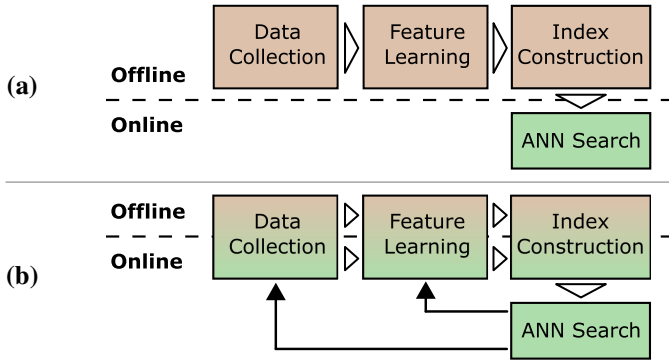 Data
Collection
Feature
Learning
Index
Construction
Offline
(a)
Online
ANN Search
Offline
Data
Collection
Feature
Learning
Index
Construction
Online
(b)
ANN Search